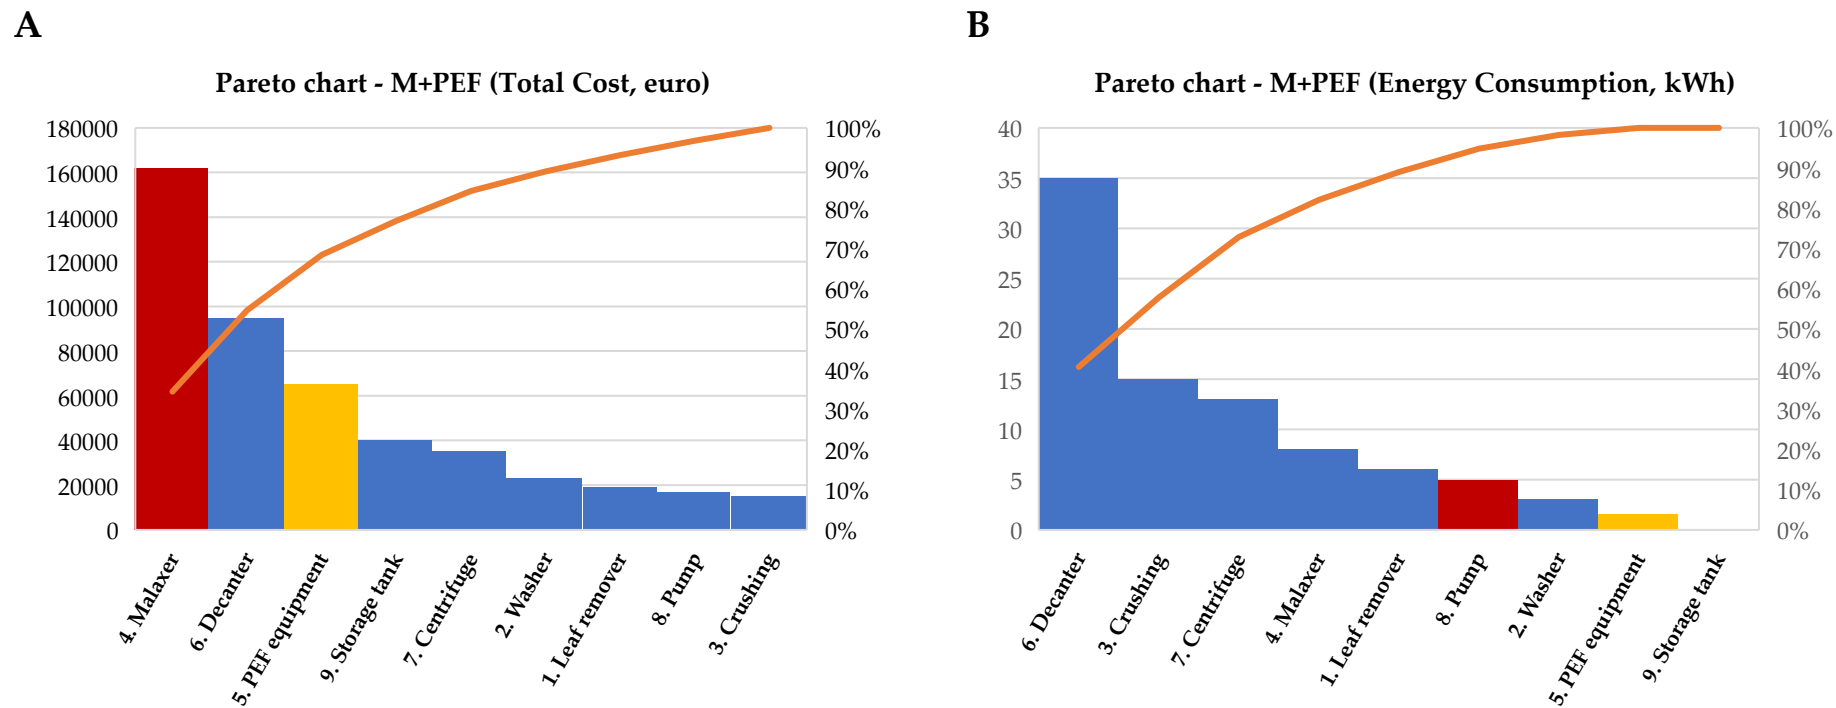 A
Pareto chart - M+PEF (Total Cost, euro)
180000
160000
140000
120000
100000
80000
60000
40000
20000
0
100%
90%
80%
70%
60%
50%
40%
30%
20%
10%
0%
4. Malaxer
6. Decanter
5. PEF equipment
9. Storage tank
7. Centrifuge
2. Washer
1. Leaf remover
8. Pump
3. Crushing
B
Pareto chart - M+PEF (Energy Consumption, kWh)
40
35
30
25
20
15
10
5
0
100%
90%
80%
70%
60%
50%
40%
30%
20%
10%
0%
6. Decanter
3. Crushing
7. Centrifuge
4. Malaxer
1. Leaf remover
8. Pump
2. Washer
5. PEF equipment
9. Storage tank